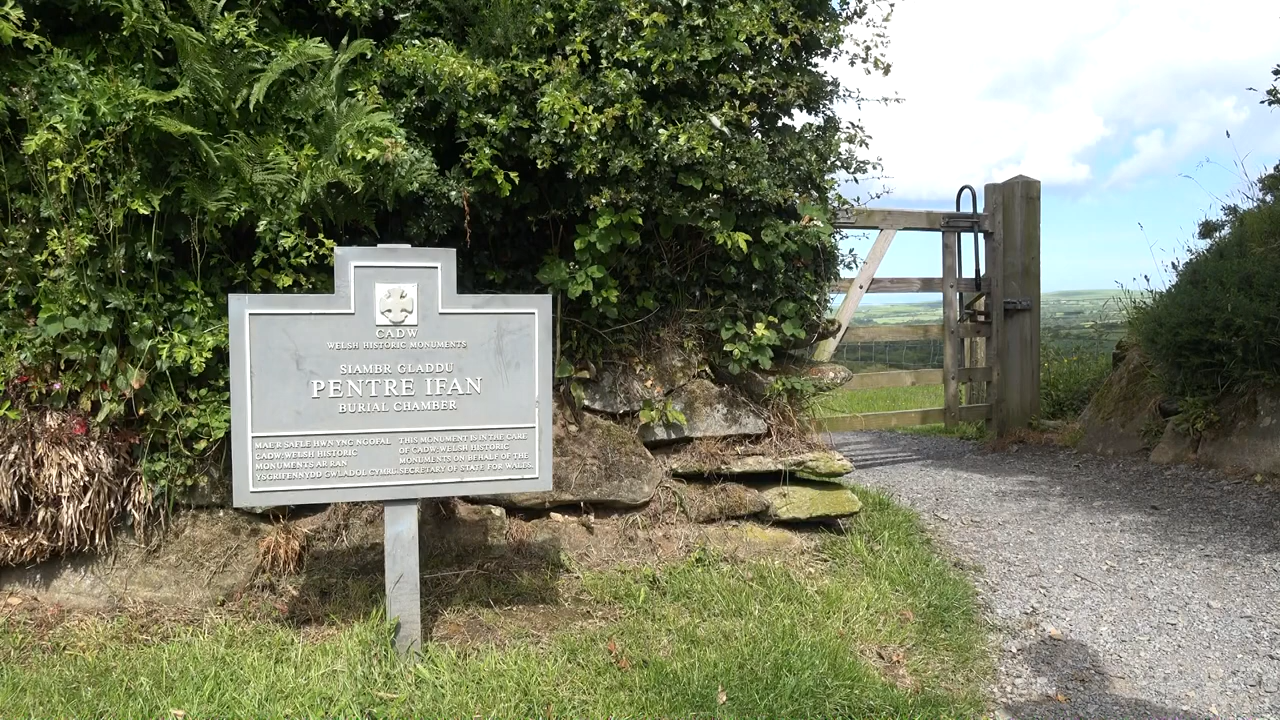 CADW
WELSH HISTORIC MONUMENTS
SIAMBR GLADDU
PENTRE IFAN
BURIAL CHAMBER
MAE'R SAFLE HWN YNG NGOFAL
CADW:WELSH HISTORIC
MONUMENTS AR RAN
YSGRIFENNYDD GWLADOL CYMRU.
THIS MONUMENT IS IN THE CARE
OF CADW:WELSH HISTORIC
MONUMENTS ON BEHALF OF THE
SECRETARY OF STATE FOR WALES.